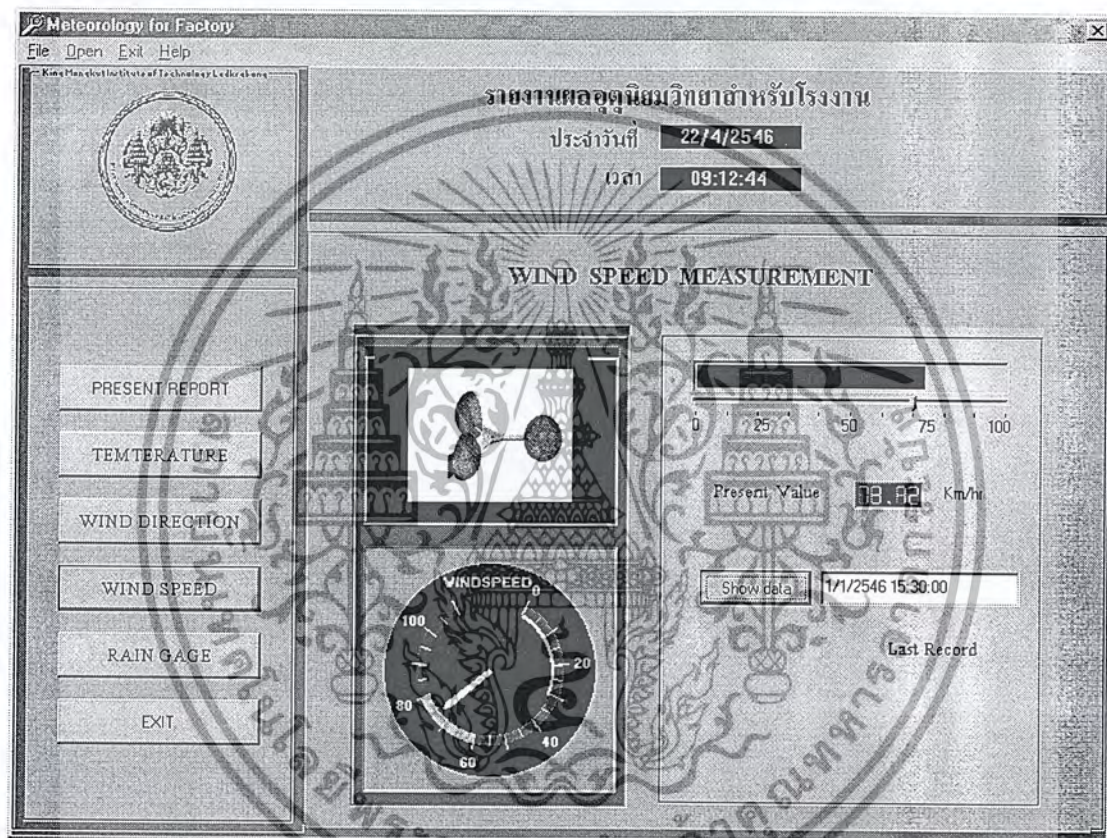 Meteorology for Factory
File Open Exit Help
King Mongkut Institute of Technology Ladkrabang
รายงานผลอุตุนิยมวิทยาสำหรับโรงงาน
ประจำวันที่ 22/4/2546
เวลา 09:12:44
WIND SPEED MEASUREMENT
PRESENT REPORT
TEMTERATURE
WIND DIRECTION
WIND SPEED
RAIN GAGE
EXIT
0 25 50 75 100
Present Value Km/hr
Show data 1/1/2546 15:30:00
Last Record
WINDSPEED
0
20
40
60
80
100